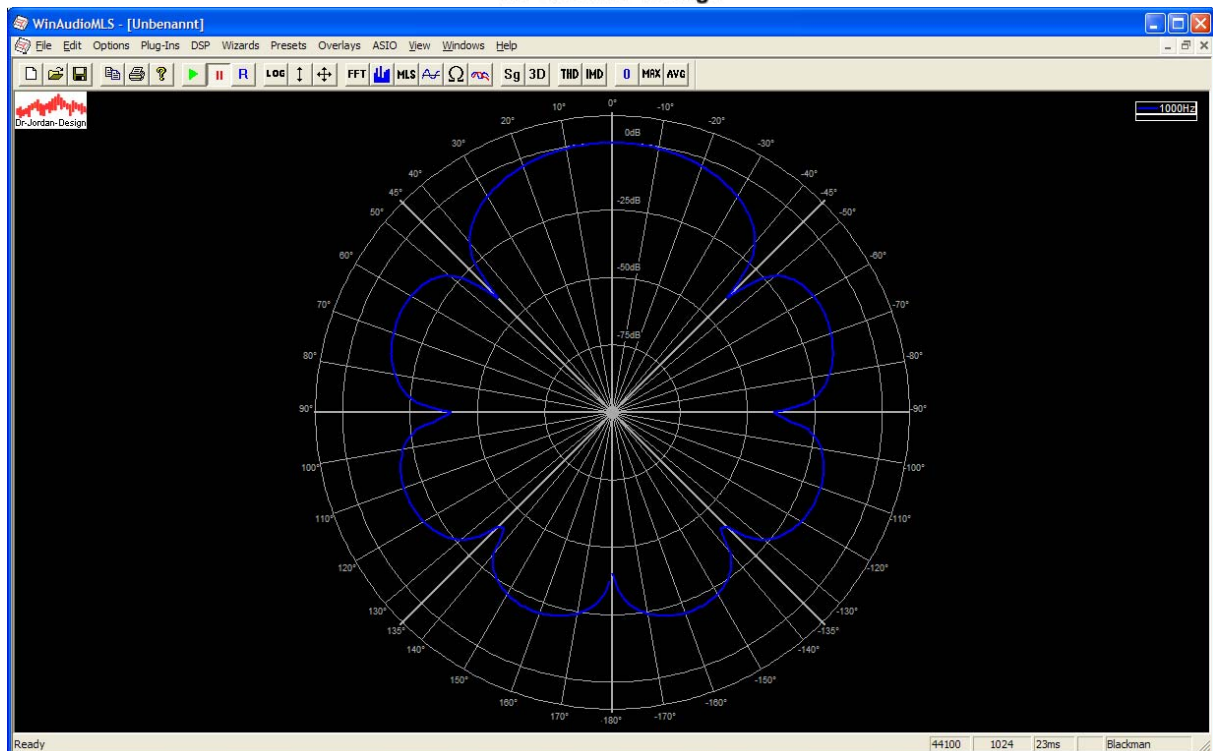 WinAudioMLS - [Unbenannt]
File Edit Options Plug-Ins DSP Wizards Presets Overlays ASIO View Windows Help
R LOG FFT MLS Ω Sg 3D THD IMD 0 MAX AVG
Dr-Jordan-Design
1000Hz
0°
10° -10°
20° -20°
30° -30°
40° -40°
45° -45°
50° -50°
60° -60°
70° -70°
80° -80°
90° -90°
100° -100°
110° -110°
120° -120°
130° -130°
135° -135°
140° -140°
150° -150°
160° -160°
170° -170°
-180°
0dB
-25dB
-50dB
-75dB
Ready 44100 1024 23ms Blackman